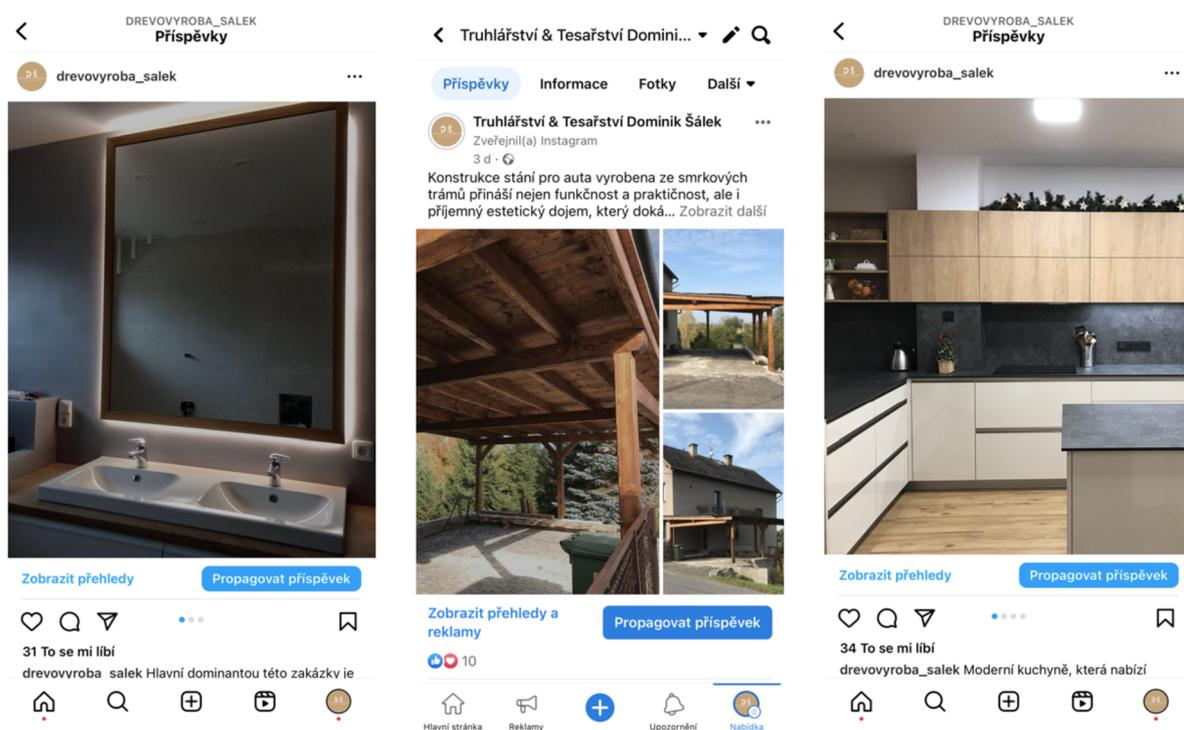 DREVOVYROBA_SALEK
Příspěvky
drevovyroba_salek
Zobrazit přehledy
Propagovat příspěvek
31 To se mi líbí
drevovyroba_salek Hlavní dominantou této zakázky je
Truhlářství & Tesařství Domini...
Příspěvky
Informace
Fotky
Další
Truhlářství & Tesařství Dominik Šálek
Zveřejnil(a) Instagram
3 d ·
Konstrukce stání pro auta vyrobena ze smrkových
trámů přináší nejen funkčnost a praktičnost, ale i
příjemný estetický dojem, který doká... Zobrazit další
Zobrazit přehledy a
reklamy
Propagovat příspěvek
10
Hlavní stránka
Reklamy
Upozornění
Nabídka
DREVOVYROBA_SALEK
Příspěvky
drevovyroba_salek
Zobrazit přehledy
Propagovat příspěvek
34 To se mi líbí
drevovyroba_salek Moderní kuchyně, která nabízí